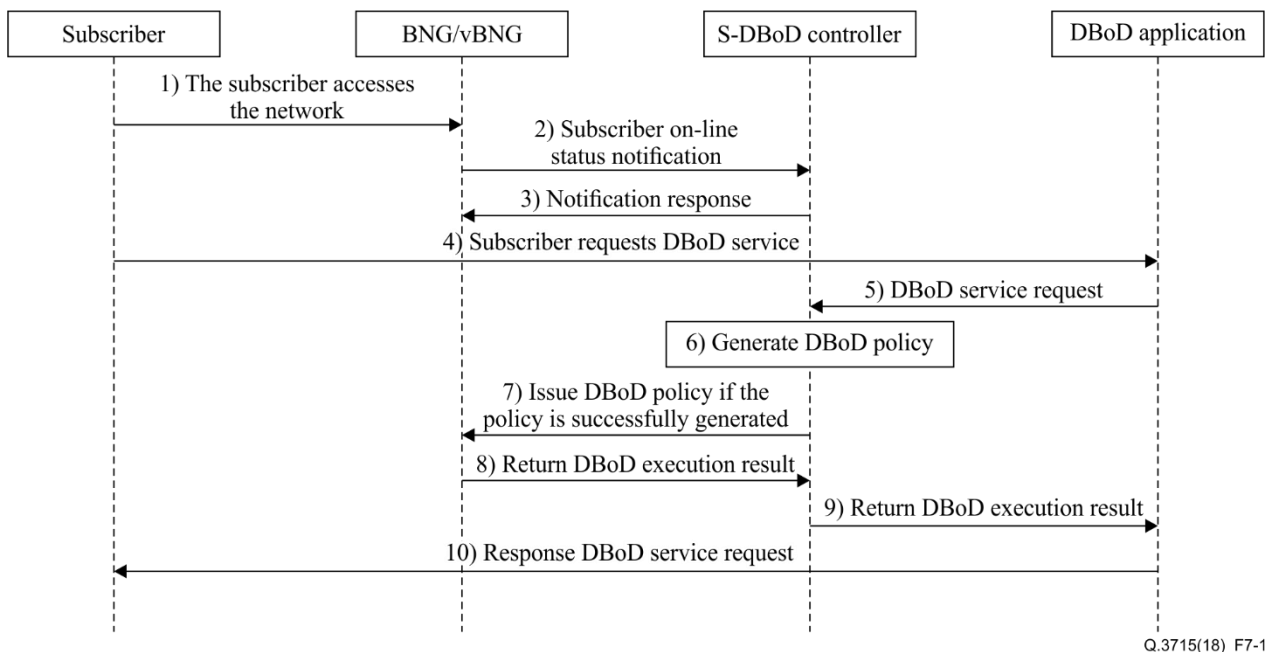 Subscriber
BNG/vBNG
S-DBoD controller
DBoD application
1) The subscriber accesses
the network
2) Subscriber on-line
status notification
3) Notification response
4) Subscriber requests DBoD service
5) DBoD service request
6) Generate DBoD policy
7) Issue DBoD policy if the
policy is successfully generated
8) Return DBoD execution result
9) Return DBoD execution result
10) Response DBoD service request
Q.3715(18)_F7-1